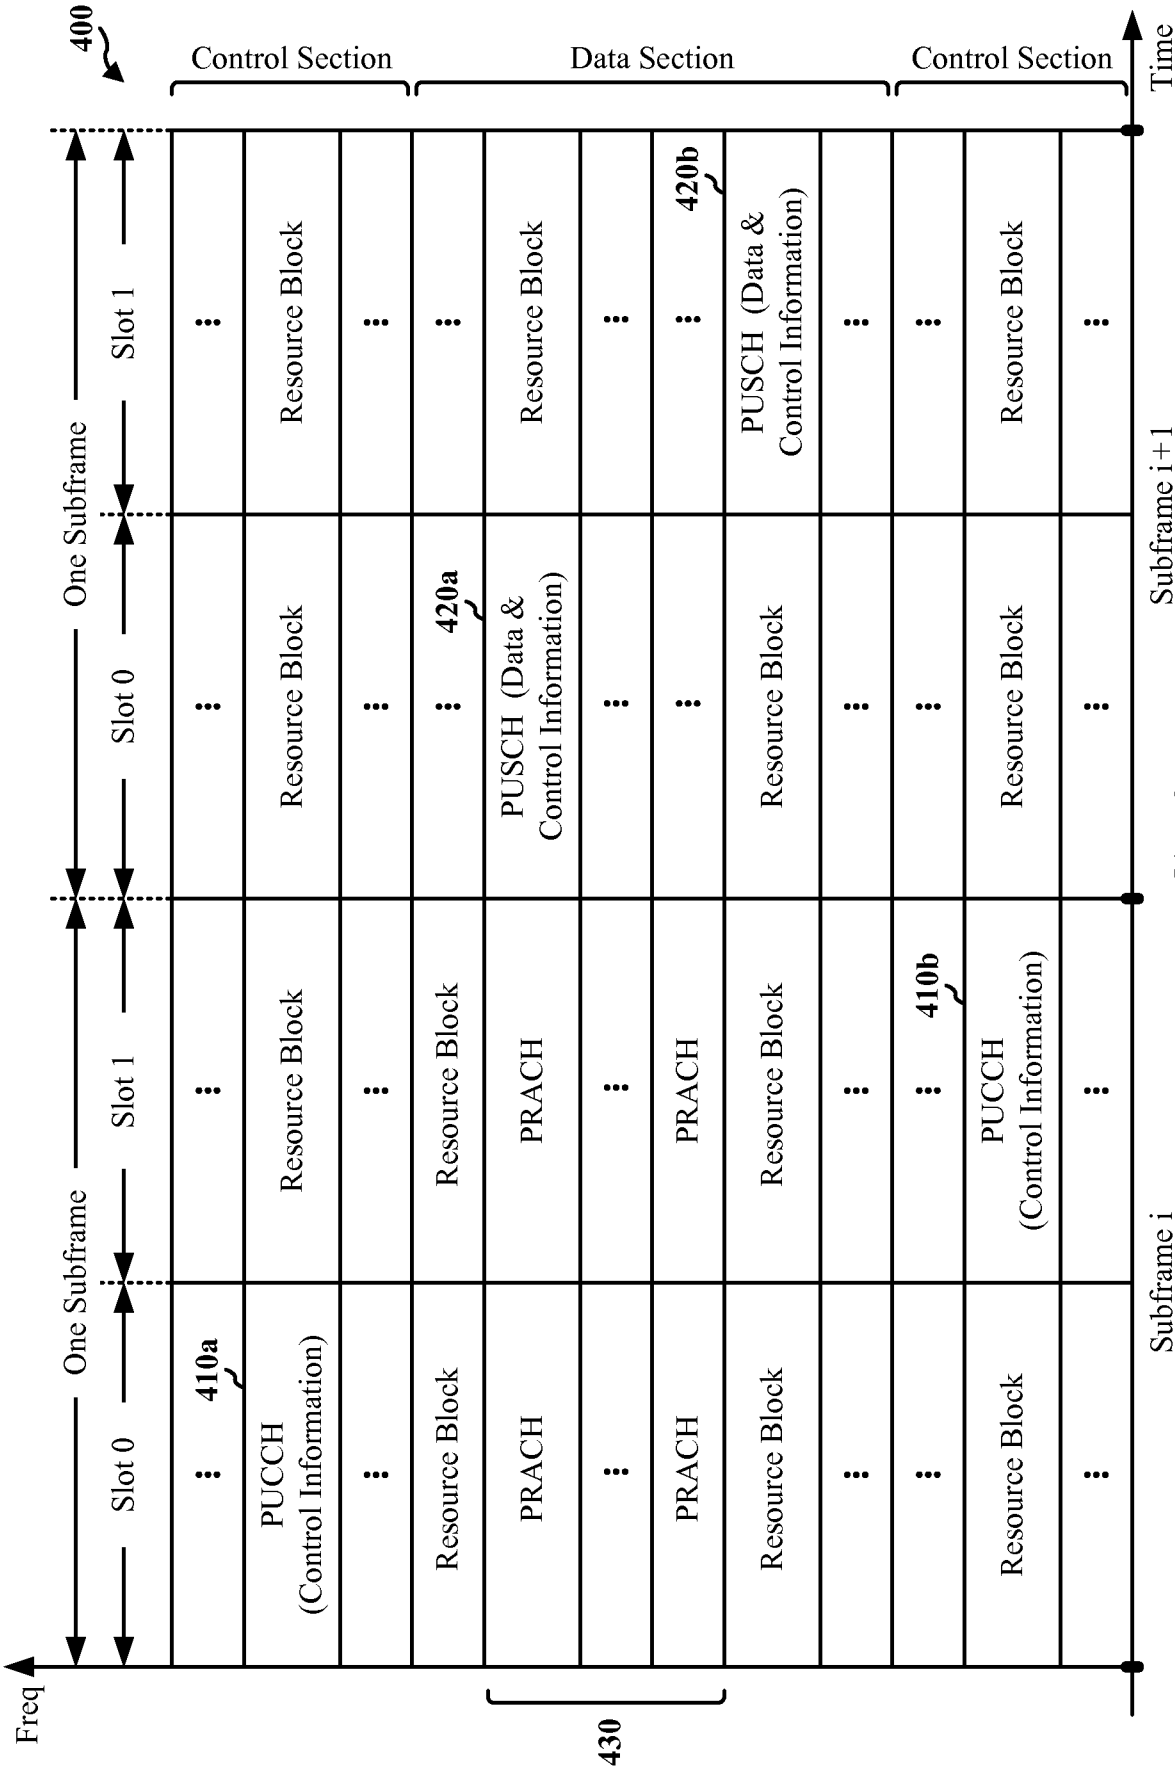 400
Freq
One Subframe
One Subframe
Slot 0
Slot 1
Slot 0
Slot 1
Control Section
Data Section
Control Section
...
410a
...
...
...
PUCCH
(Control Information)
Resource Block
Resource Block
Resource Block
...
...
...
...
Resource Block
Resource Block
...
420a
...
430
PRACH
PRACH
PUSCH (Data &
Control Information)
Resource Block
...
...
...
...
PRACH
PRACH
...
...
420b
Resource Block
Resource Block
Resource Block
PUSCH (Data &
Control Information)
...
...
...
...
...
...
410b
...
...
Resource Block
PUCCH
(Control Information)
Resource Block
Resource Block
...
...
...
...
Subframe i
Subframe i+1
Time